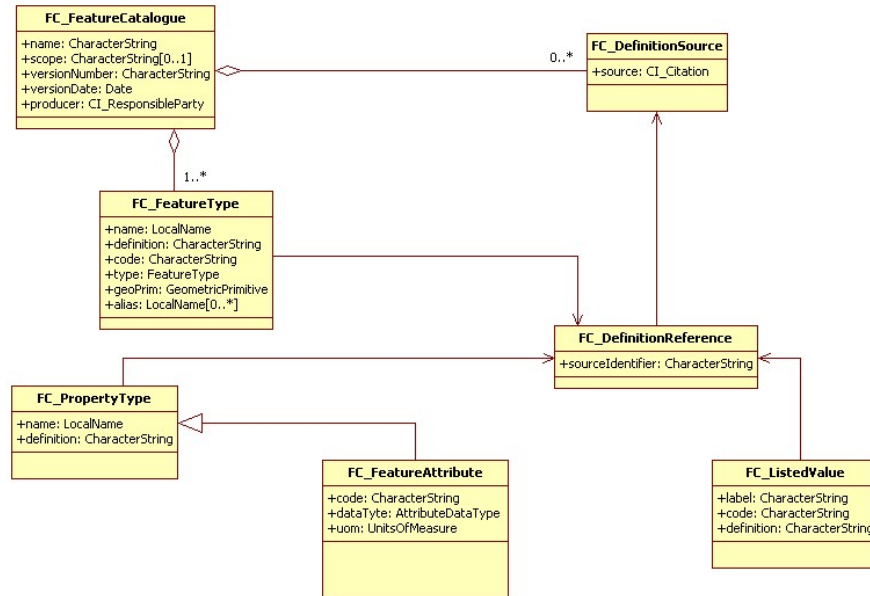 FC_FeatureCatalogue
+name: CharacterString
+scope: CharacterString[0..1]
+versionNumber: CharacterString
+versionDate: Date
+producer: CI_ResponsibleParty
0..*
FC_DefinitionSource
+source: CI_Citation
1..*
FC_FeatureType
+name: LocalName
+definition: CharacterString
+code: CharacterString
+type: FeatureType
+geoPrim: GeometricPrimitive
+alias: LocalName[0..*]
FC_DefinitionReference
+sourceIdentifier: CharacterString
FC_PropertyType
+name: LocalName
+definition: CharacterString
FC_FeatureAttribute
+code: CharacterString
+dataTyte: AttributeDataType
+uom: UnitsOfMeasure
FC_ListedValue
+label: CharacterString
+code: CharacterString
+definition: CharacterString